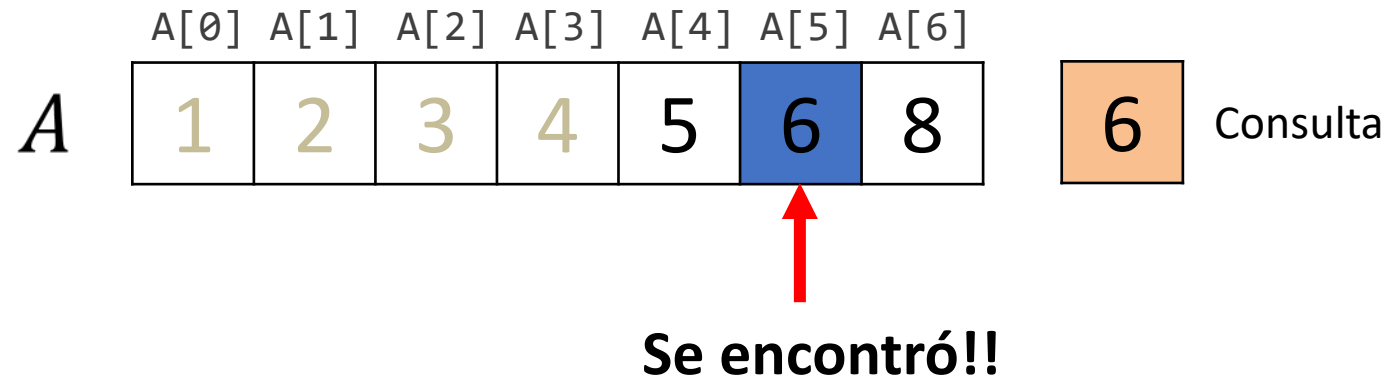 A[0] A[1] A[2] A[3] A[4] A[5] A[6]
A 1 2 3 4 5 6 8 6 Consulta
Se encontró!!